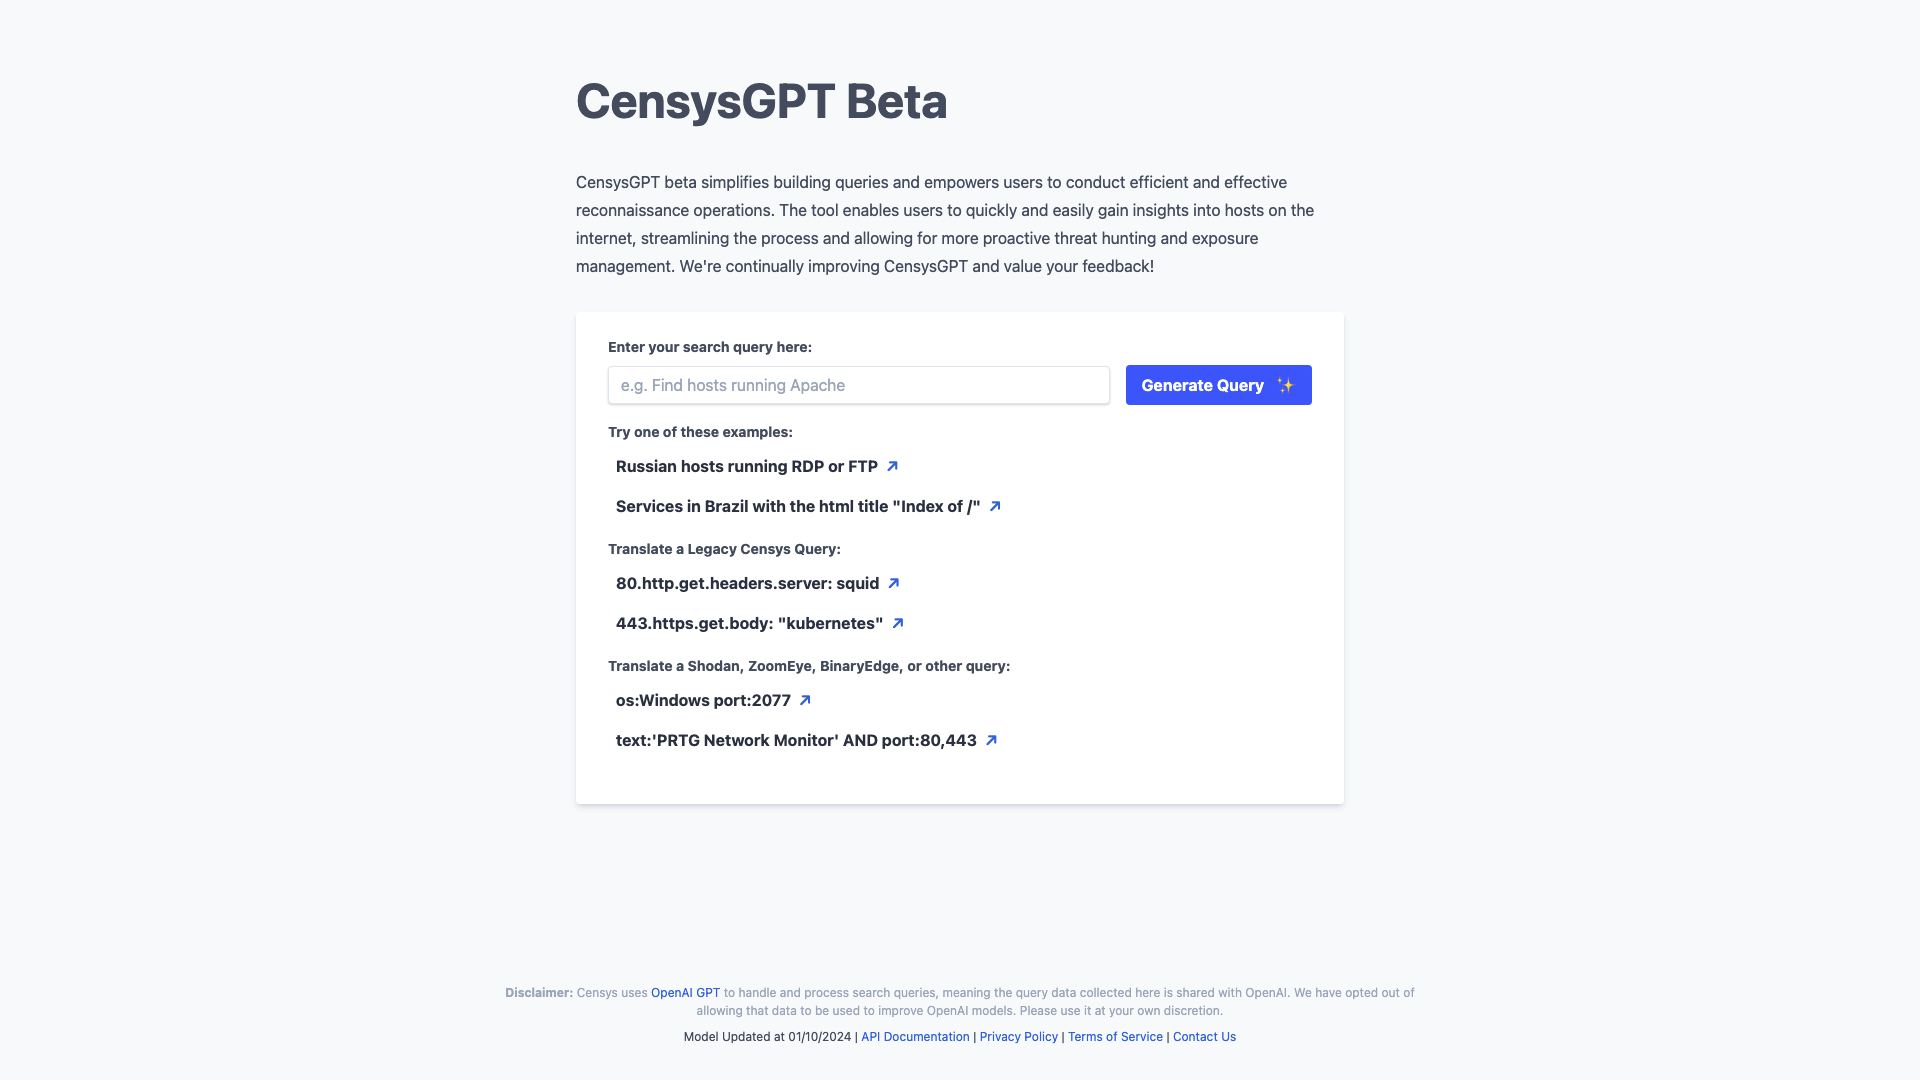 CensysGPT Beta
CensysGPT beta simplifies building queries and empowers users to conduct efficient and effective
reconnaissance operations. The tool enables users to quickly and easily gain insights into hosts on the
internet, streamlining the process and allowing for more proactive threat hunting and exposure
management. We're continually improving CensysGPT and value your feedback!
Enter your search query here:
e.g. Find hosts running Apache
Generate Query ✨
Try one of these examples:
Russian hosts running RDP or FTP
Services in Brazil with the html title "Index of /"
Translate a Legacy Censys Query:
80.http.get.headers.server: squid
443.https.get.body: "kubernetes"
Translate a Shodan, ZoomEye, BinaryEdge, or other query:
os:Windows port:2077
text:'PRTG Network Monitor' AND port:80,443
Disclaimer: Censys uses OpenAI GPT to handle and process search queries, meaning the query data collected here is shared with OpenAI. We have opted out of
allowing that data to be used to improve OpenAI models. Please use it at your own discretion.
Model Updated at 01/10/2024 | API Documentation | Privacy Policy | Terms of Service | Contact Us